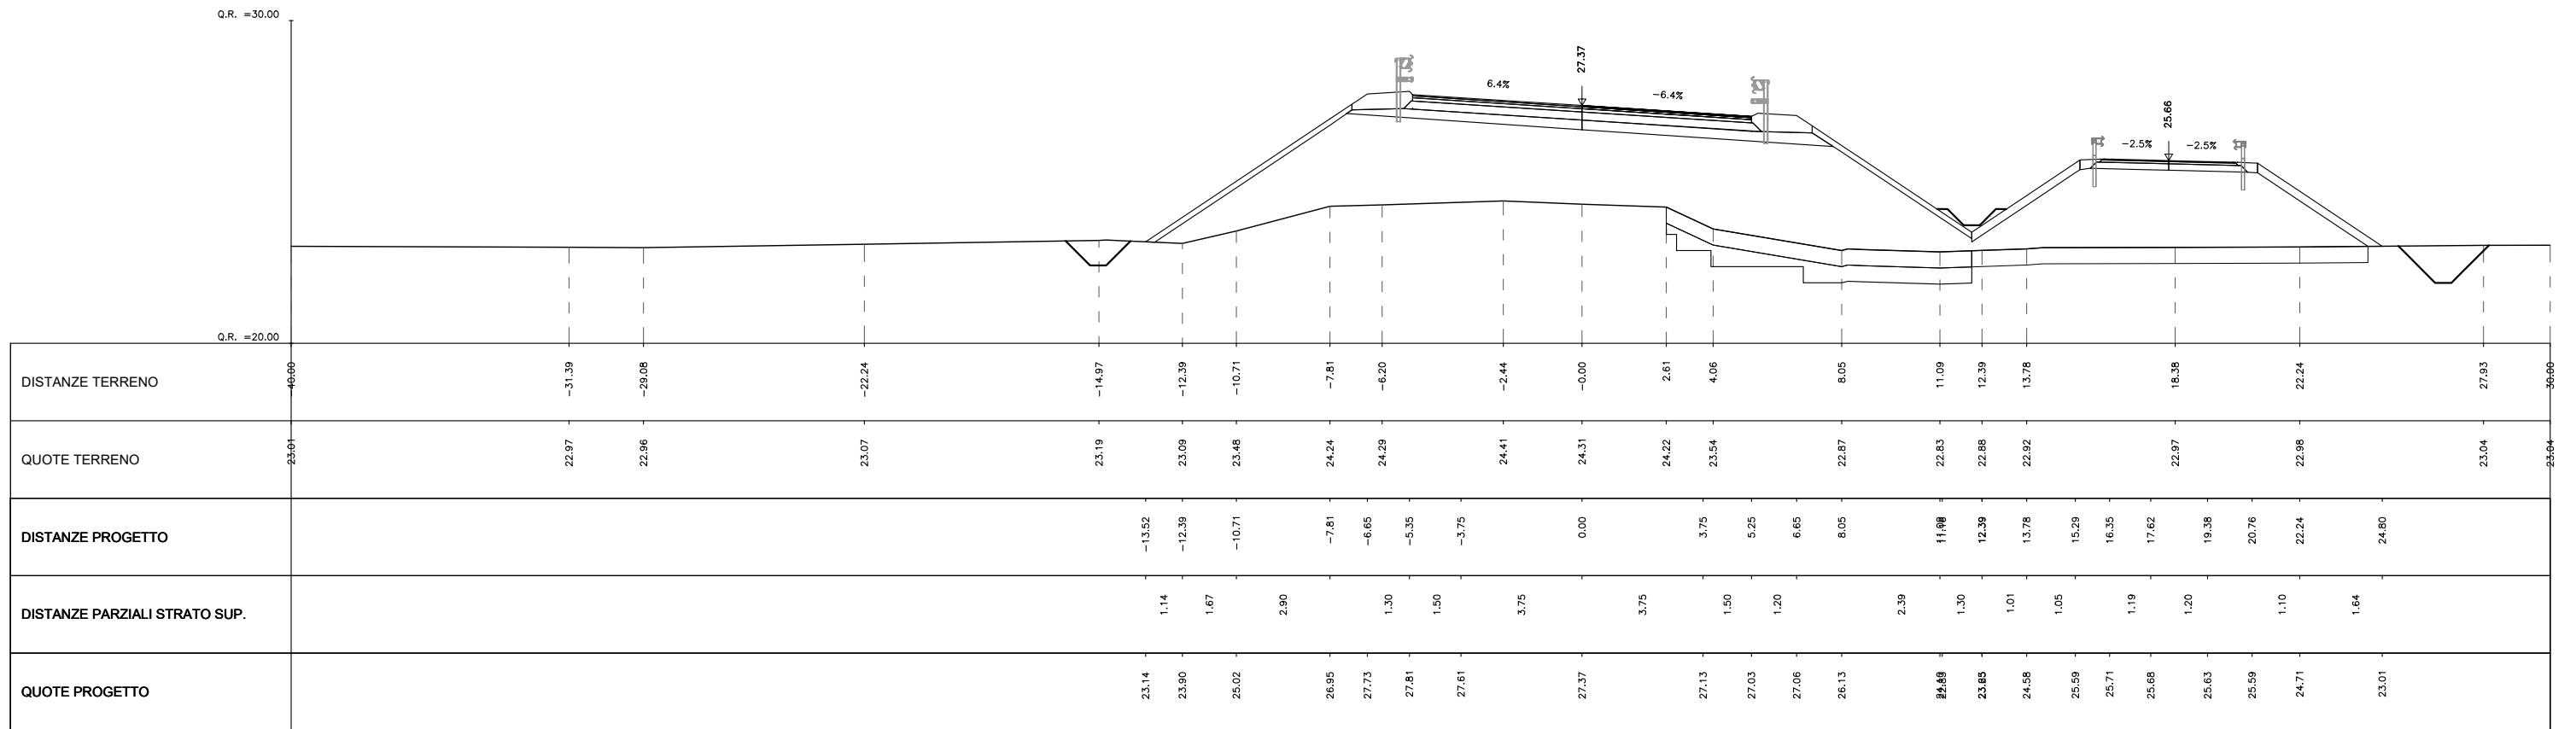 Q.R. =30.00
27.37
6.4%
-6.4%
25.66
-2.5% -2.5%
Q.R. =20.00
DISTANZE TERRENO -40.00 -31.39 -29.08 -22.24 -14.97 -12.39 -10.71 -7.81 -6.20 -2.44 -0.00 2.61 4.06 8.05 11.09 12.39 13.78 18.38 22.24 27.93 30.00
QUOTE TERRENO 23.01 22.97 22.96 23.07 23.19 23.09 23.48 24.24 24.29 24.41 24.31 24.22 23.54 22.87 22.83 22.88 22.92 22.97 22.98 23.04 23.04
DISTANZE PROGETTO -13.52 -12.39 -10.71 -7.81 -6.65 -5.35 -3.75 0.00 3.75 5.25 6.65 8.05 12.39 13.78 15.29 16.35 17.62 19.38 20.76 22.24 24.80
DISTANZE PARZIALI STRATO SUP. 1.14 1.67 2.90 1.30 1.50 3.75 3.75 1.50 1.20 2.39 1.30 1.01 1.05 1.19 1.20 1.10 1.64
QUOTE PROGETTO 23.14 23.90 25.02 26.95 27.73 27.81 27.61 27.37 27.13 27.03 27.06 26.13 24.58 25.59 25.71 25.68 25.63 25.59 24.71 23.01